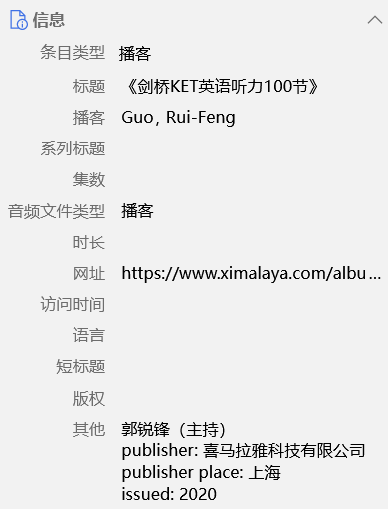 信息
条目类型 播客
标题 《剑桥KET英语听力100节》
播客 Guo, Rui-Feng
系列标题
集数
音频文件类型 播客
时长
网址 https://www.ximalaya.com/albu...
访问时间
语言
短标题
版权
其他 郭锐锋（主持）
publisher: 喜马拉雅科技有限公司
publisher place: 上海
issued: 2020